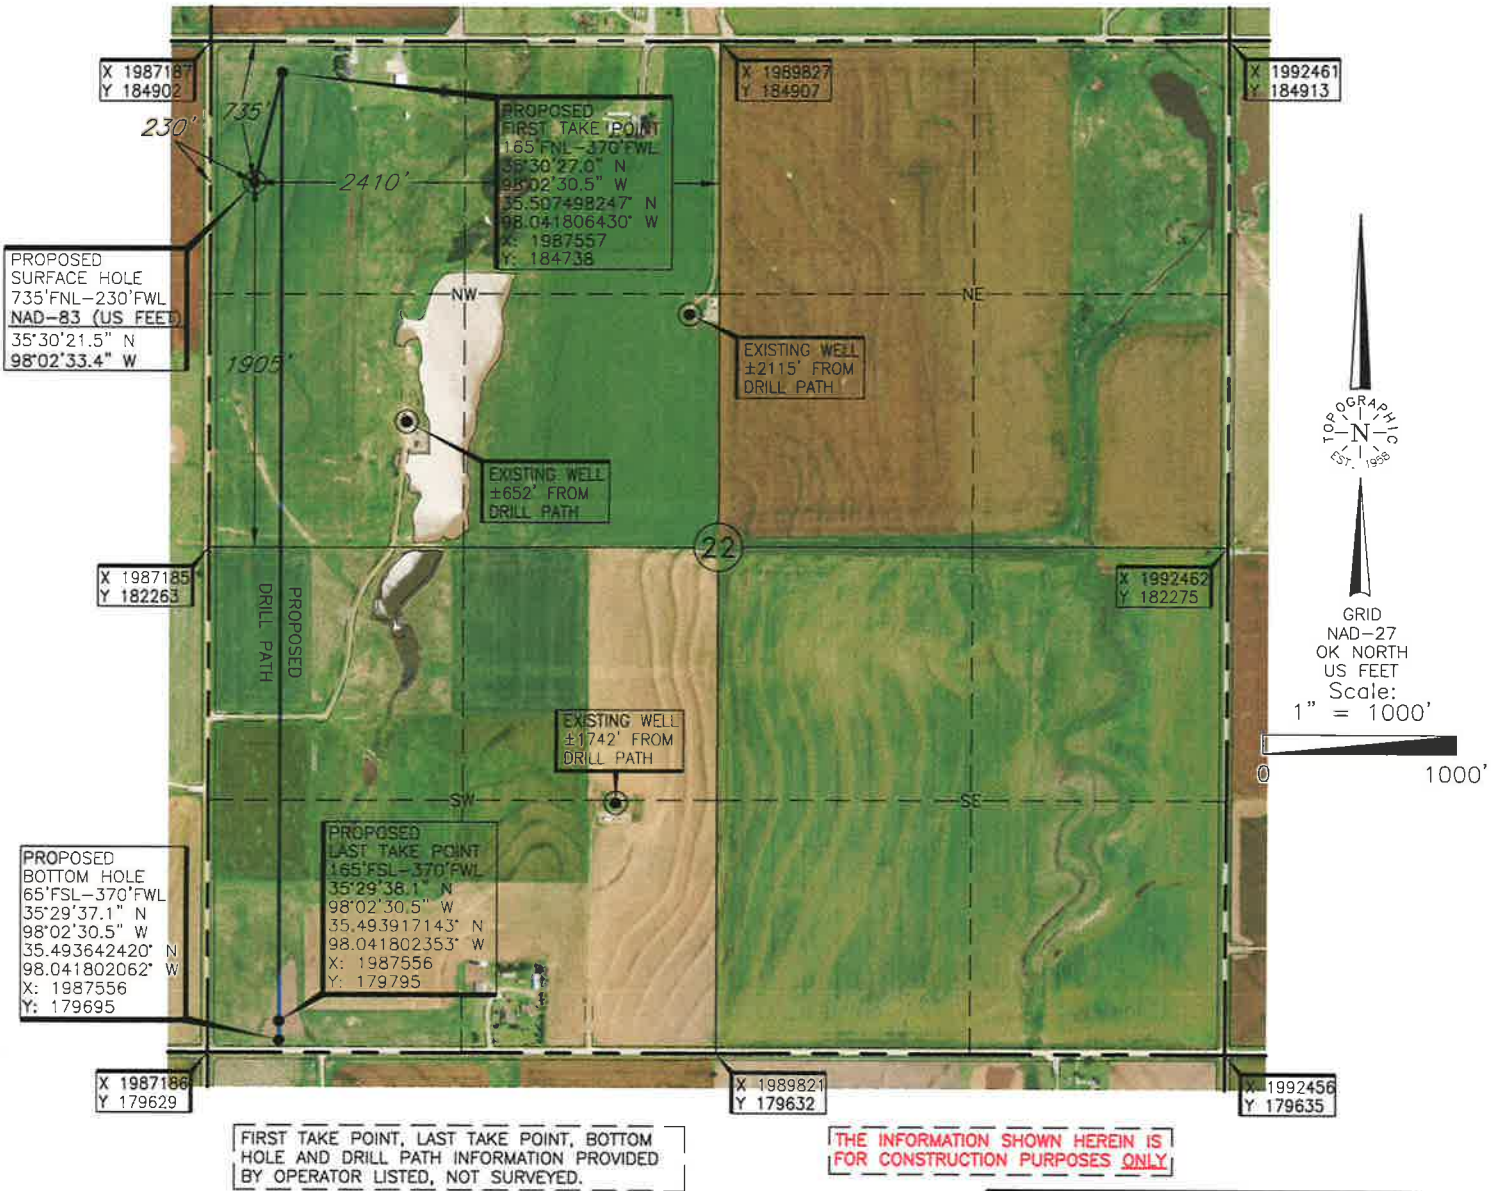 X 1987187
Y 184902
X 1989827
Y 184907
X 1992461
Y 184913
735'
230'
2410'
1905'
PROPOSED
FIRST TAKE POINT
165'FNL-370'FWL
35°30'27.0" N
98°02'30.5" W
35.507498247° N
98.041806430° W
X: 1987557
Y: 184738
PROPOSED
SURFACE HOLE
735'FNL-230'FWL
NAD-83 (US FEET)
35°30'21.5" N
98°02'33.4" W
NW
NE
EXISTING WELL
±2115' FROM
DRILL PATH
EXISTING WELL
±652' FROM
DRILL PATH
TOPOGRAPHIC
N
EST. 1958
22
X 1987185
Y 182263
X 1992462
Y 182275
PROPOSED
DRILL PATH
GRID
NAD-27
OK NORTH
US FEET
Scale:
1" = 1000'
0
1000'
EXISTING WELL
±1742' FROM
DRILL PATH
SW
SE
PROPOSED
LAST TAKE POINT
165'FSL-370'FWL
35°29'38.1" N
98°02'30.5" W
35.493917143° N
98.041802353° W
X: 1987556
Y: 179795
PROPOSED
BOTTOM HOLE
65'FSL-370'FWL
35°29'37.1" N
98°02'30.5" W
35.493642420° N
98.041802062° W
X: 1987556
Y: 179695
X 1987186
Y 179629
X 1989821
Y 179632
X 1992456
Y 179635
FIRST TAKE POINT, LAST TAKE POINT, BOTTOM
HOLE AND DRILL PATH INFORMATION PROVIDED
BY OPERATOR LISTED, NOT SURVEYED.
THE INFORMATION SHOWN HEREIN IS
FOR CONSTRUCTION PURPOSES ONLY